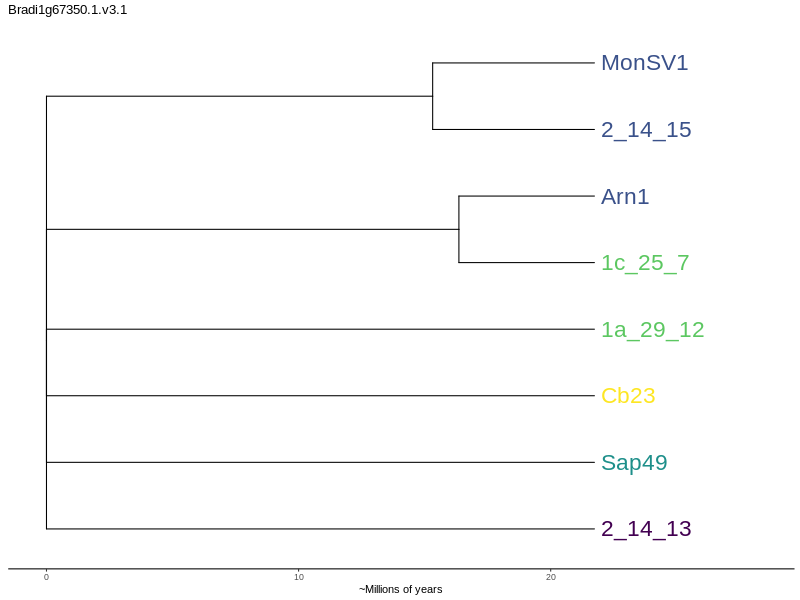 Bradi1g67350.1.v3.1
MonSV1
2_14_15
Arn1
1c_25_7
1a_29_12
Cb23
Sap49
2_14_13
0 10 20
~Millions of years